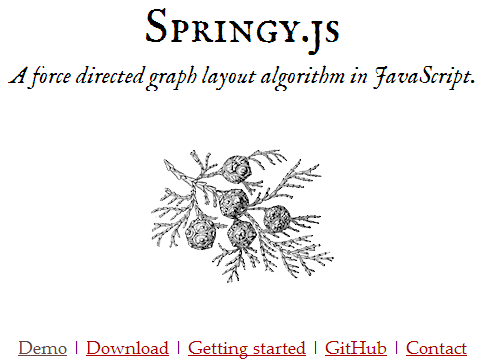 Springy.js
A force directed graph layout algorithm in JavaScript.
Demo | Download | Getting started | GitHub | Contact